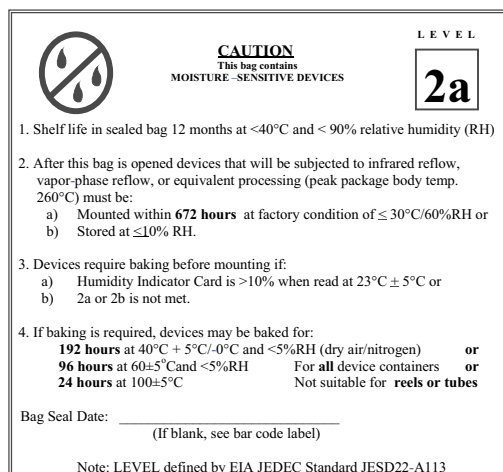 LEVEL
CAUTION
This bag contains
MOISTURE –SENSITIVE DEVICES
2a
1. Shelf life in sealed bag 12 months at <40°C and < 90% relative humidity (RH)
2. After this bag is opened devices that will be subjected to infrared reflow,
vapor-phase reflow, or equivalent processing (peak package body temp.
260°C) must be:
a) Mounted within 672 hours at factory condition of ≤ 30°C/60%RH or
b) Stored at ≤10% RH.
3. Devices require baking before mounting if:
a) Humidity Indicator Card is >10% when read at 23°C ± 5°C or
b) 2a or 2b is not met.
4. If baking is required, devices may be baked for:
192 hours at 40°C + 5°C/-0°C and <5%RH (dry air/nitrogen) or
96 hours at 60±5°Cand <5%RH For all device containers or
24 hours at 100±5°C Not suitable for reels or tubes
Bag Seal Date: ______________________________
(If blank, see bar code label)
Note: LEVEL defined by EIA JEDEC Standard JESD22-A113